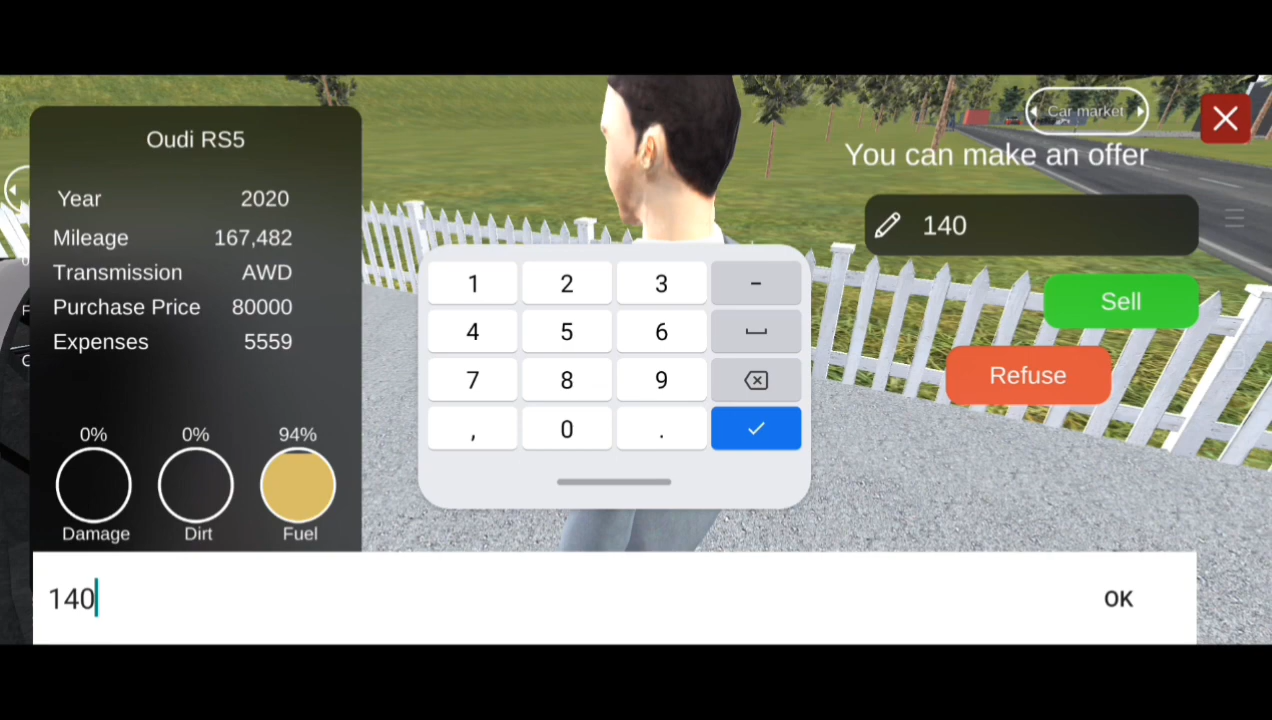 Oudi RS5
Year 2020
Mileage 167,482
Transmission AWD
Purchase Price 80000
Expenses 5559
0% 0% 94%
Damage Dirt Fuel
Car market
You can make an offer
140
Sell
Refuse
1 2 3 -
4 5 6
7 8 9
, 0 .
140
OK